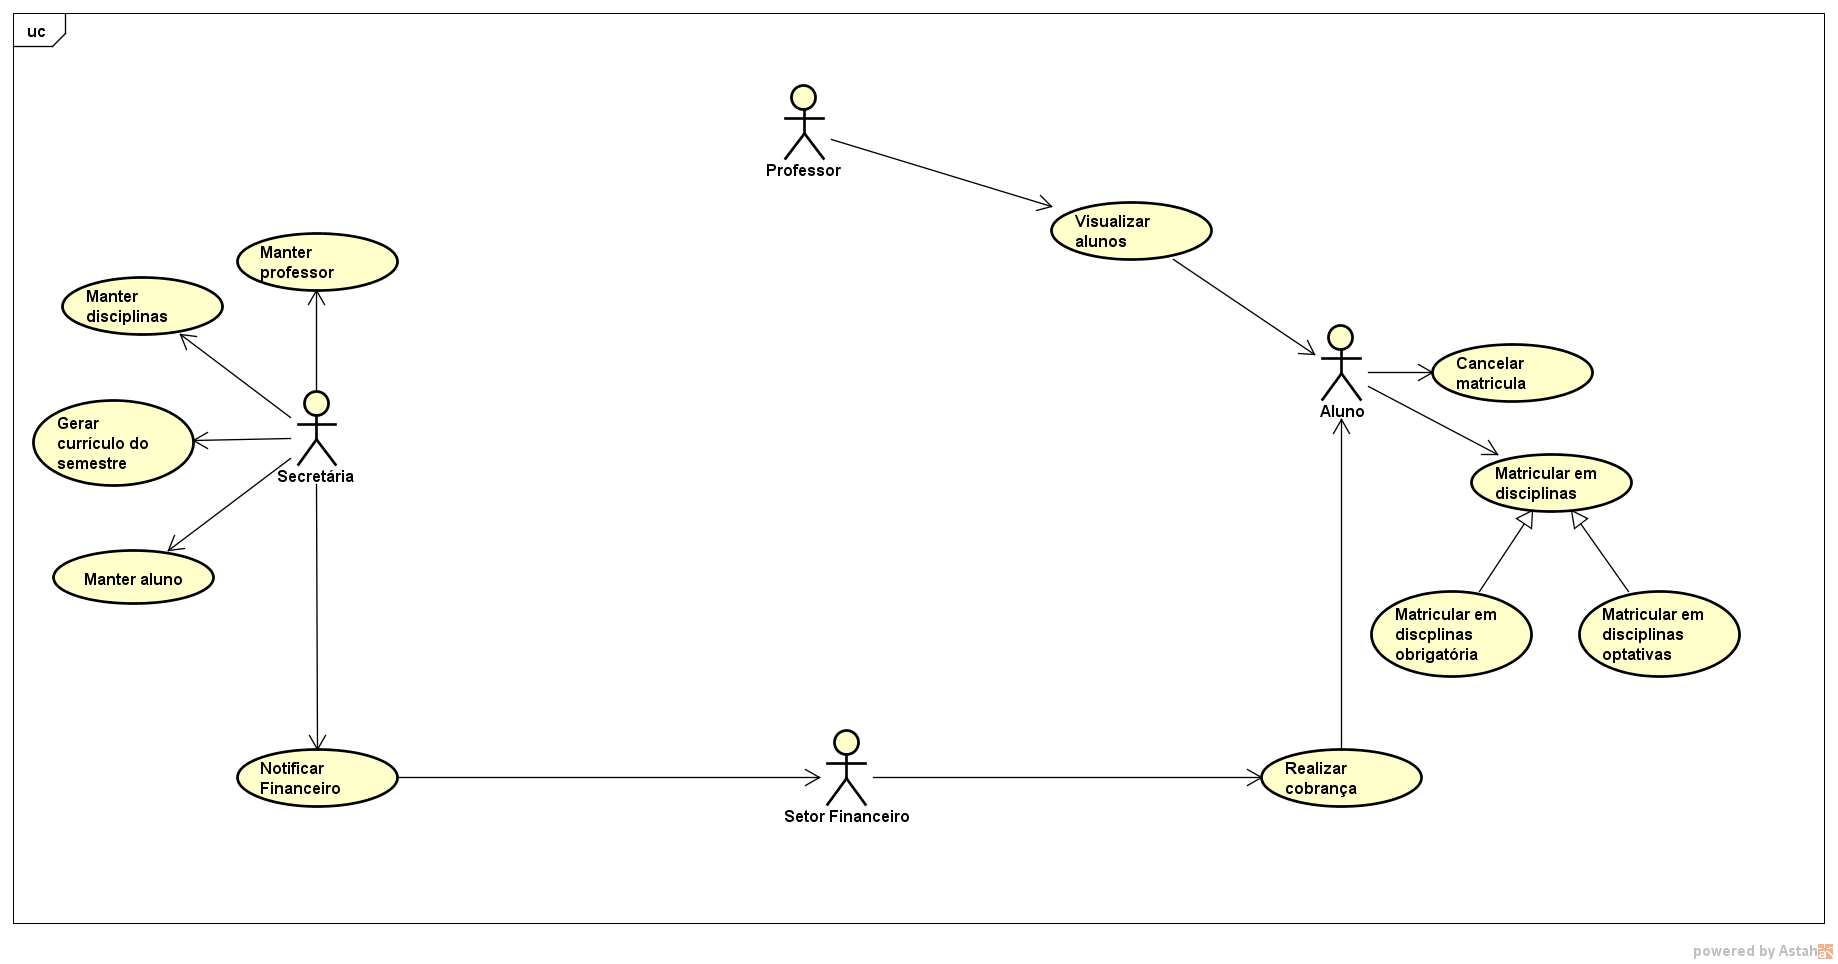 uc
Professor
Visualizar
alunos
Manter
professor
Manter
disciplinas
Gerar
currículo do
semestre
Secretária
Manter aluno
Aluno
Cancelar
matricula
Matricular em
disciplinas
Matricular em
discplinas
obrigatória
Matricular em
disciplinas
optativas
Notificar
Financeiro
Setor Financeiro
Realizar
cobrança
powered by Astah